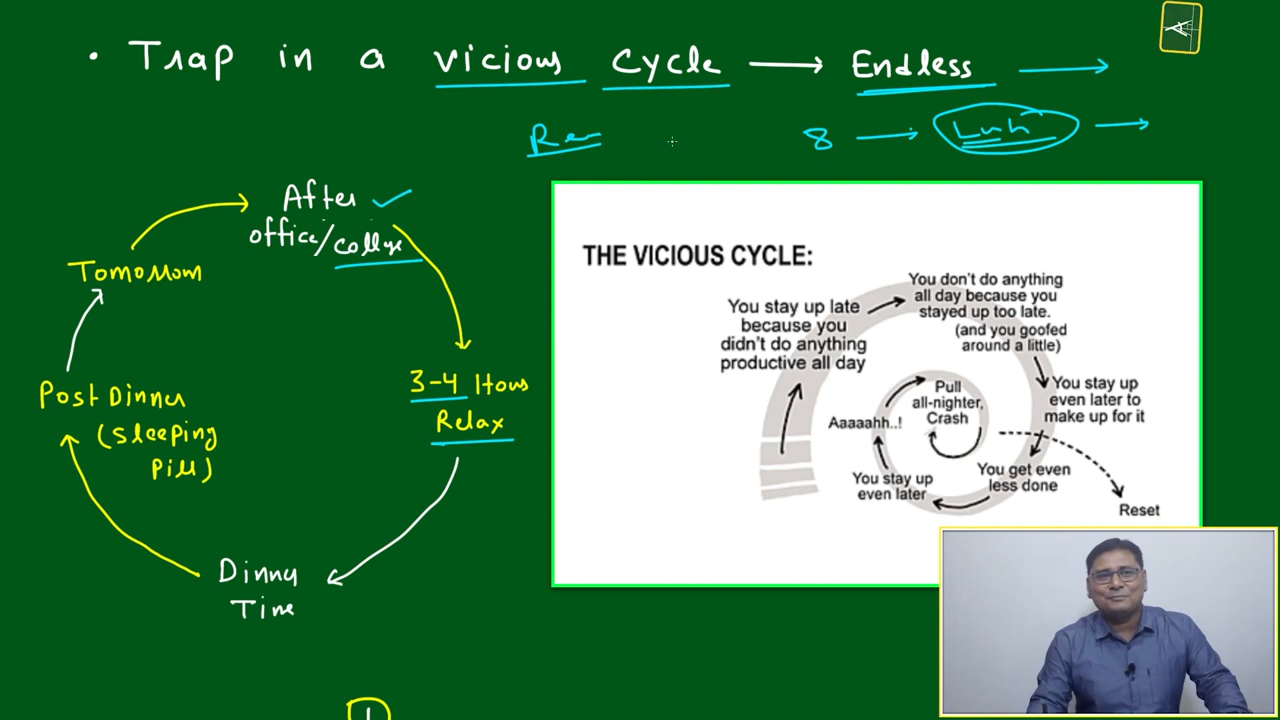 • Trap in a vicious cycle → Endless →
8 → →
After ✓
office/college
3-4 Hours
Relax
Dinner
Time
Post Dinner
(Sleeping
Pill)
Tomorrow
THE VICIOUS CYCLE:
You stay up late
because you
didn't do anything
productive all day
You don't do anything
all day because you
stayed up too late.
(and you goofed
around a little)
You stay up
even later to
make up for it
You get even
less done
You stay up
even later
Aaaaahh..!
Pull
all-nighter,
Crash
Reset
1